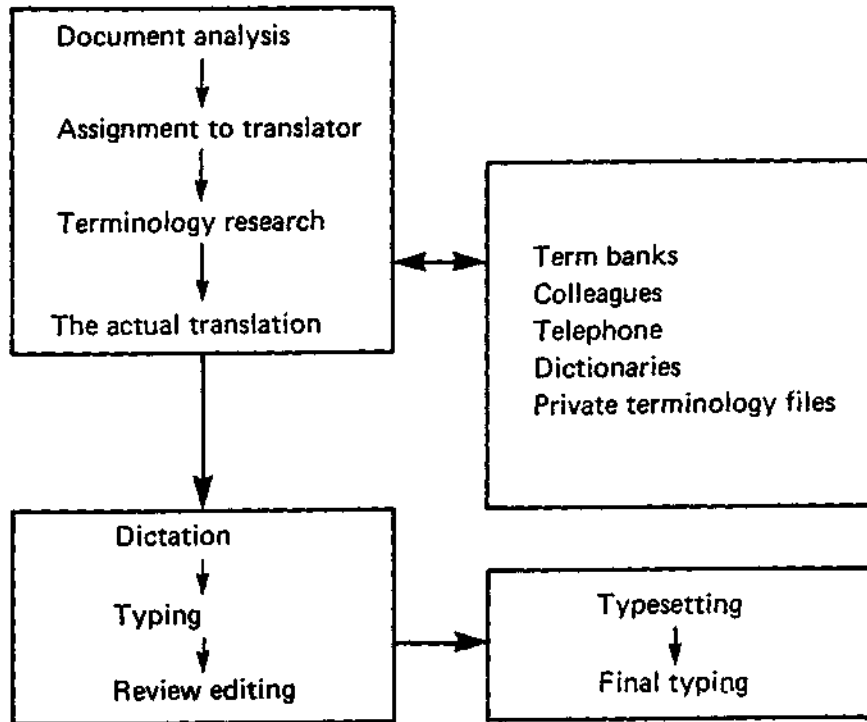 Document analysis
Assignment to translator
Terminology research
The actual translation
Term banks
Colleagues
Telephone
Dictionaries
Private terminology files
Dictation
Typing
Review editing
Typesetting
Final typing